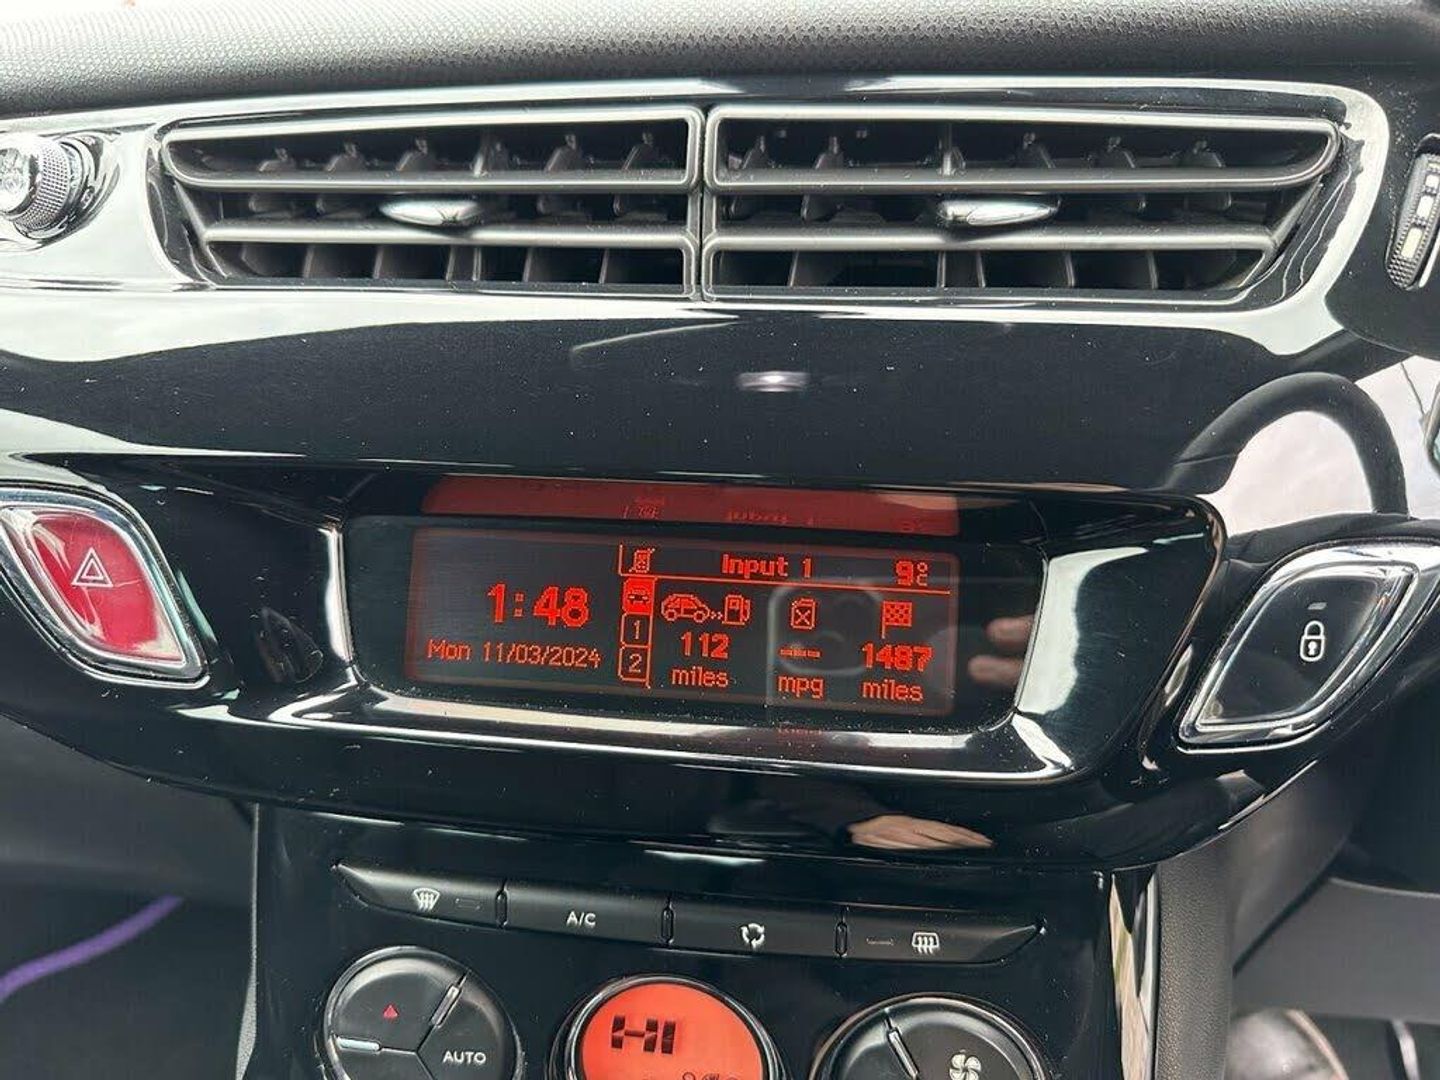 Input 1 9°C
1:48
Mon 11/03/2024
1
2
112
miles
---
mpg
1487
miles
A/C
AUTO
HI